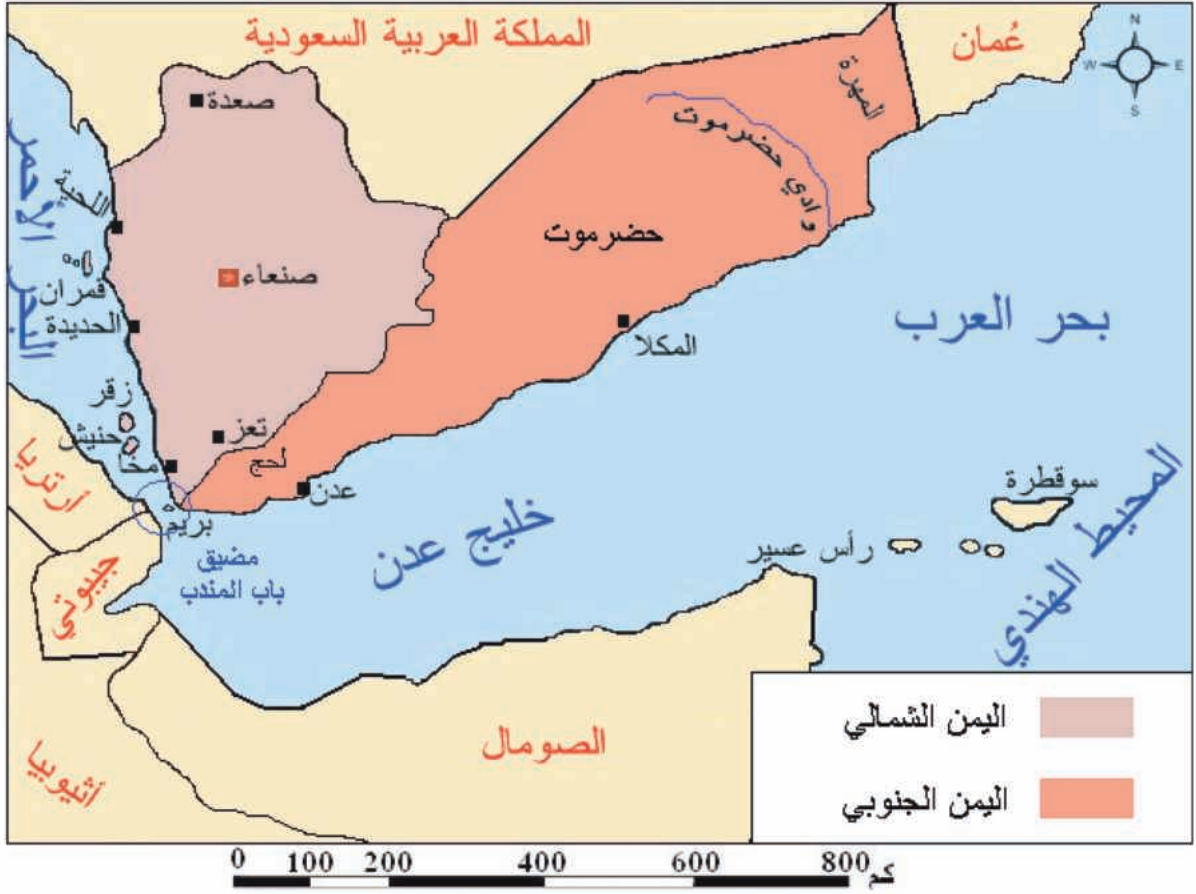 المملكة العربية السعودية
عُمان
N
W
E
S
صعدة
المهرة
وادي حضرموت
البحر الأحمر
اللحية
حضرموت
صنعاء
قمران
الحديدة
المكلا
بحر العرب
زقر
حنيش
تعز
مخا
لحج
عدن
أرتريا
بريم
مضيق
باب المندب
خليج عدن
سوقطرة
رأس عسير
المحيط الهندي
جيبوتي
اليمن الشمالي
الصومال
أثيوبيا
اليمن الجنوبي
0 100 200 400 600 800 كم